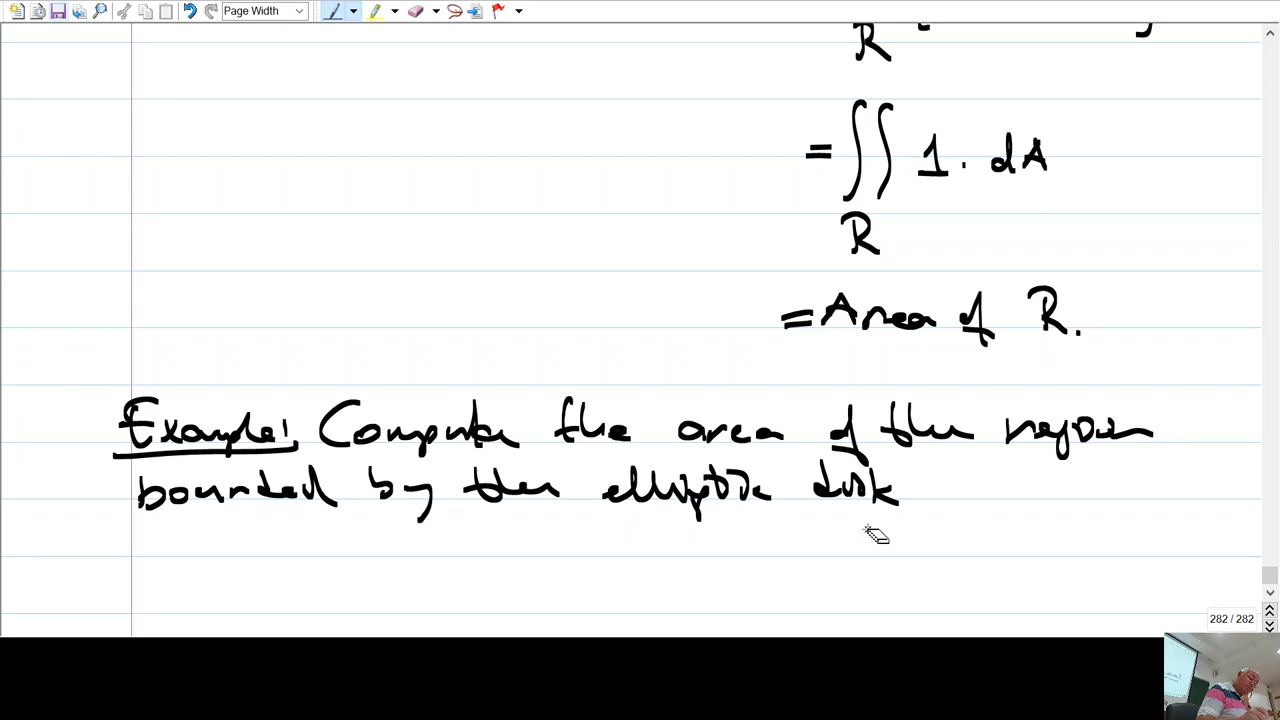 Page Width
R
= ∬ 1. dA
R
= Area of R.
Example: Compute the area of the region
bounded by the elliptic disk
282 / 282